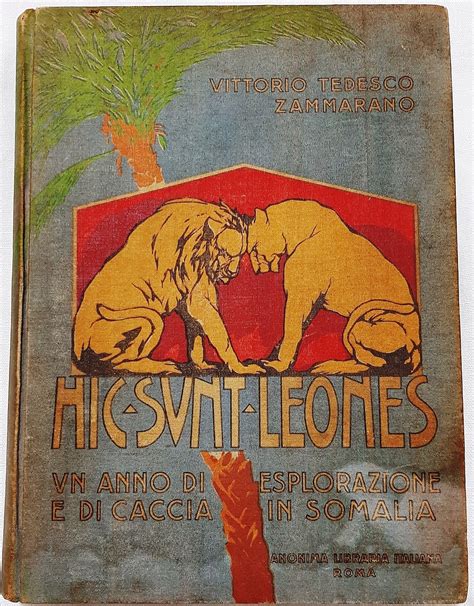 VITTORIO TEDESCO
ZAMMARANO
HIC·SVNT·LEONES
VN ANNO DI ESPLORAZIONE
E DI CACCIA IN SOMALIA
ANONIMA LIBRARIA ITALIANA
ROMA